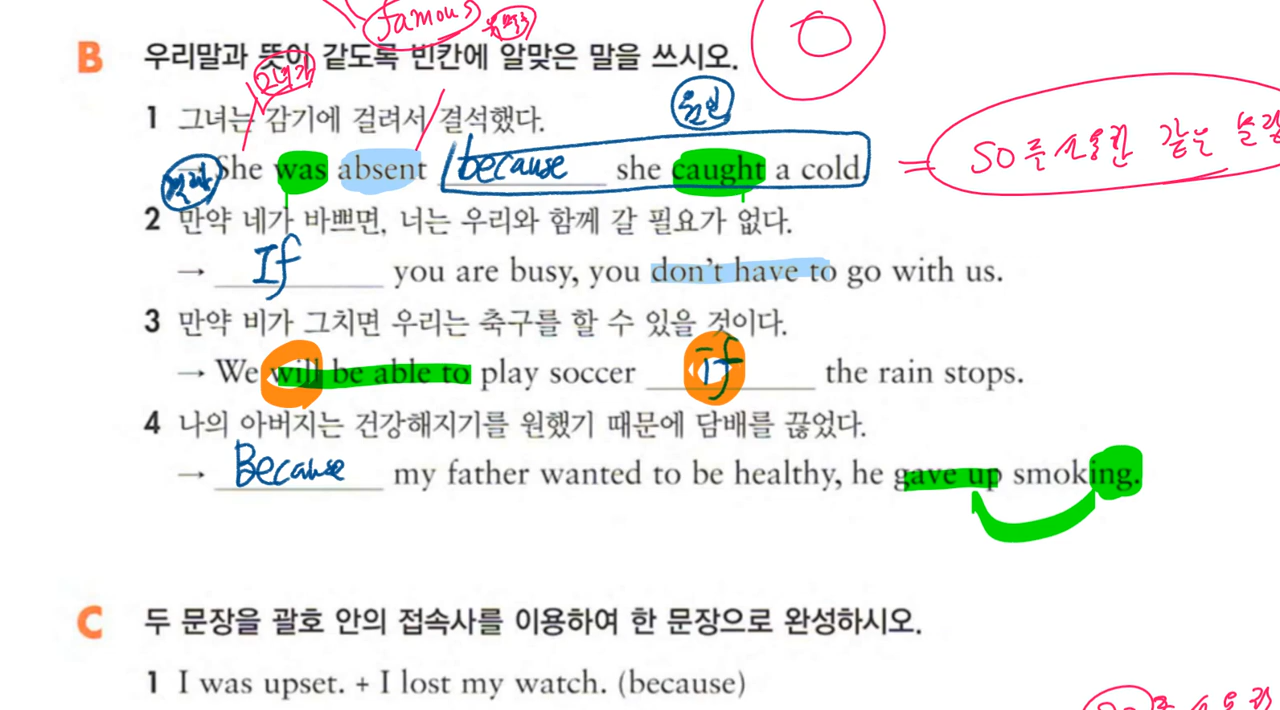 famous
B 우리말과 뜻이 같도록 빈칸에 알맞은 말을 쓰시오.
그녀가
1 그녀는 감기에 걸려서 결석했다.
원인
She was absent because she caught a cold. = so를 사용한 같은
2 만약 네가 바쁘면, 너는 우리와 함께 갈 필요가 없다.
→ If you are busy, you don't have to go with us.
3 만약 비가 그치면 우리는 축구를 할 수 있을 것이다.
→ We will be able to play soccer if the rain stops.
4 나의 아버지는 건강해지기를 원했기 때문에 담배를 끊었다.
→ Because my father wanted to be healthy, he gave up smoking.
C 두 문장을 괄호 안의 접속사를 이용하여 한 문장으로 완성하시오.
1 I was upset. + I lost my watch. (because)